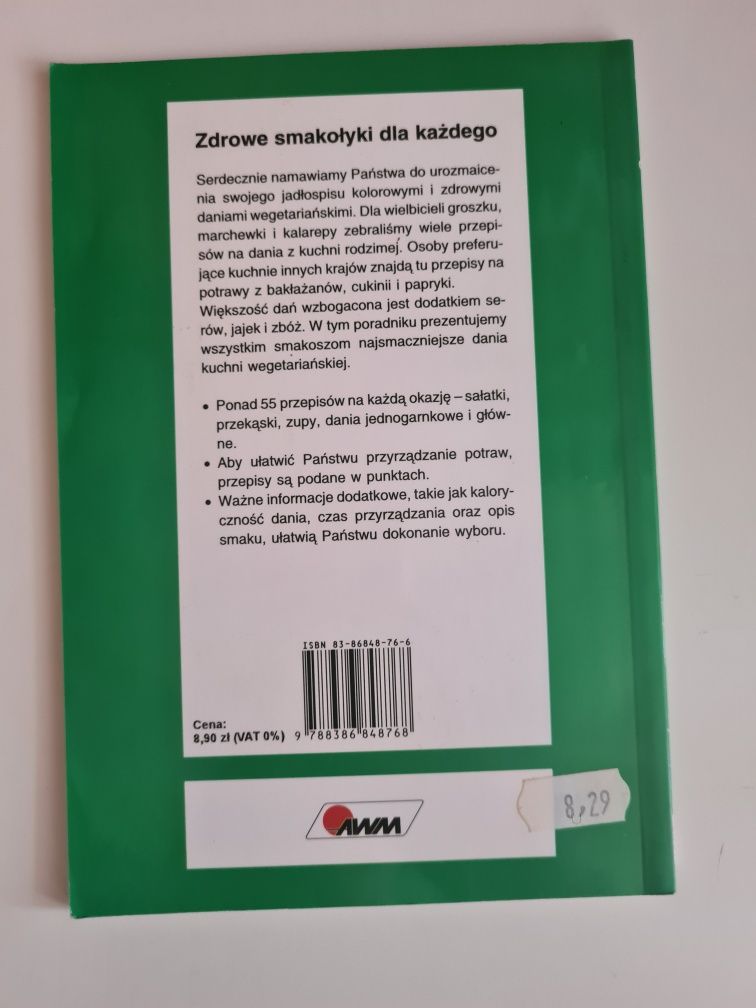 Zdrowe smakołyki dla każdego
Serdecznie namawiamy Państwa do urozmaice-
nia swojego jadłospisu kolorowymi i zdrowymi
daniami wegetariańskimi. Dla wielbicieli groszku,
marchewki i kalarepy zebraliśmy wiele przepi-
sów na dania z kuchni rodzimej. Osoby preferu-
jące kuchnie innych krajów znajdą tu przepisy na
potrawy z bakłażanów, cukinii i papryki.
Większość dań wzbogacona jest dodatkiem se-
rów, jajek i zbóż. W tym poradniku prezentujemy
wszystkim smakoszom najsmaczniejsze dania
kuchni wegetariańskiej.
• Ponad 55 przepisów na każdą okazję – sałatki,
przekąski, zupy, dania jednogarnkowe i głów-
ne.
• Aby ułatwić Państwu przyrządzanie potraw,
przepisy są podane w punktach.
• Ważne informacje dodatkowe, takie jak kalory-
czność dania, czas przyrządzania oraz opis
smaku, ułatwią Państwu dokonanie wyboru.
ISBN 83-86848-76-6
Cena:
8,90 zł (VAT 0%)
9 788386 848768
AWM
8,29